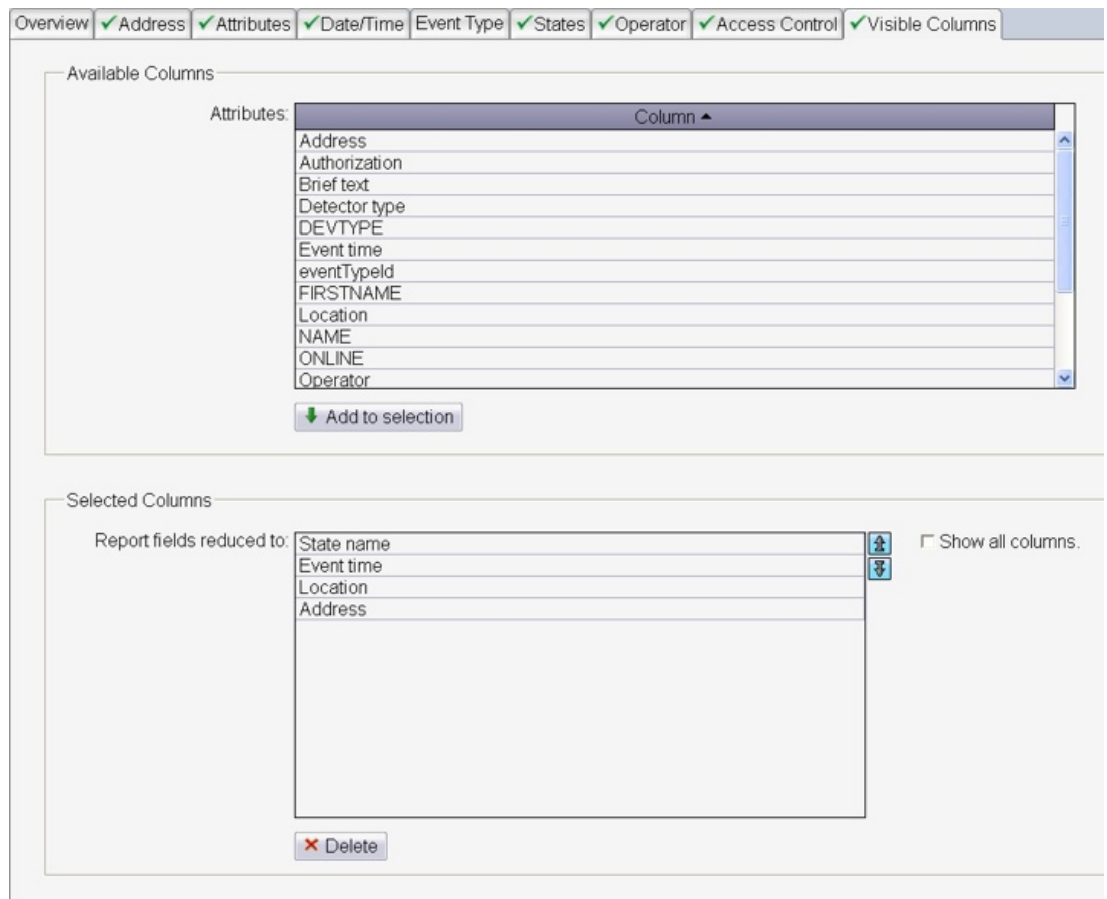 Overview Address Attributes Date/Time Event Type States Operator Access Control Visible Columns
Available Columns
Attributes:
Column
Address
Authorization
Brief text
Detector type
DEVTYPE
Event time
eventTypeId
FIRSTNAME
Location
NAME
ONLINE
Operator
Add to selection
Selected Columns
Report fields reduced to:
State name
Event time
Location
Address
Show all columns.
Delete